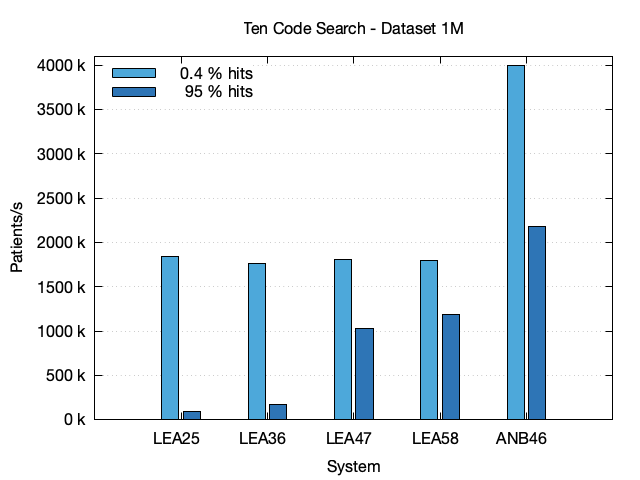 Ten Code Search - Dataset 1M
0.4 % hits
95 % hits
4000 k
3500 k
3000 k
2500 k
2000 k
1500 k
1000 k
500 k
0 k
Patients/s
LEA25 LEA36 LEA47 LEA58 ANB46
System